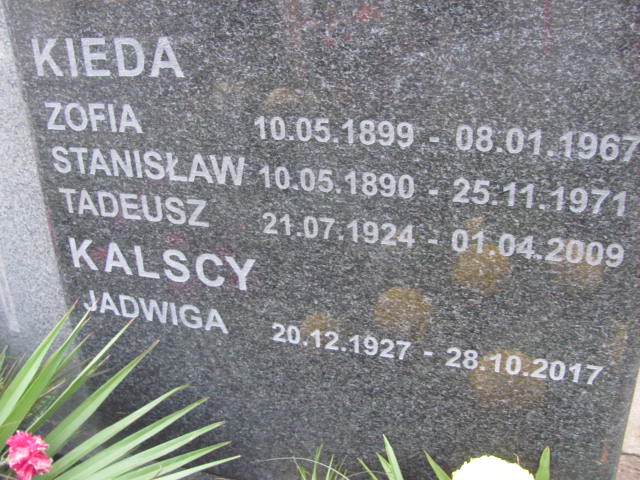 KIEDA
ZOFIA 10.05.1899 - 08.01.1967
STANISŁAW 10.05.1890 - 25.11.1971
TADEUSZ 21.07.1924 - 01.04.2009
KALSCY
JADWIGA 20.12.1927 - 28.10.2017